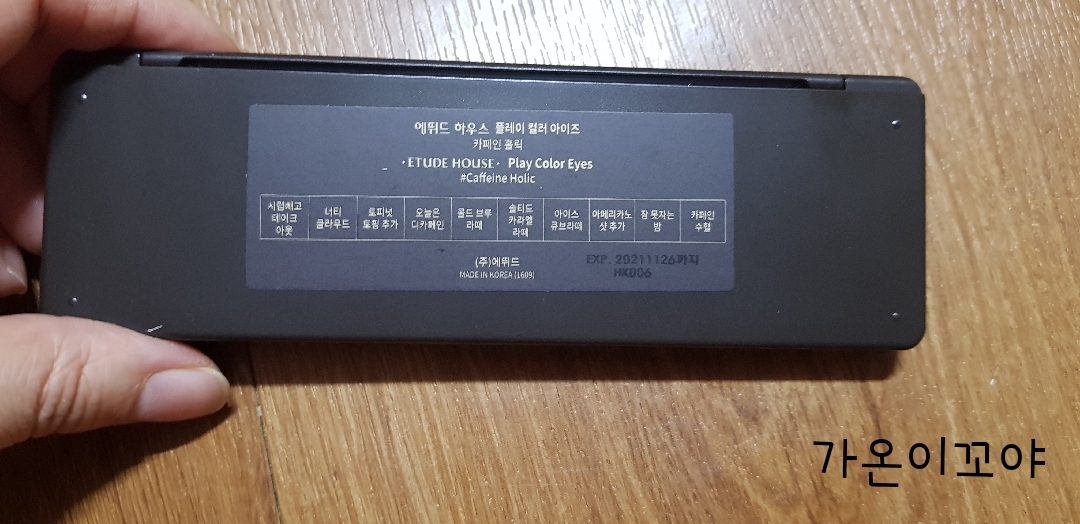 에뛰드 하우스 플레이 컬러 아이즈
카페인 홀릭
·ETUDE HOUSE· Play Color Eyes
#Caffeine Holic
시럽빼고 테이크 아웃
너티 클라우드
토피넛 토핑 추가
오늘은 디카페인
콜드 브루 라떼
솔티드 카라멜 라떼
아이스 큐브라떼
아메리카노 샷 추가
잠 못자는 밤
카페인 수혈
(주)에뛰드
MADE IN KOREA (1609)
EXP. 20211126까지
HK006
가온이꼬야